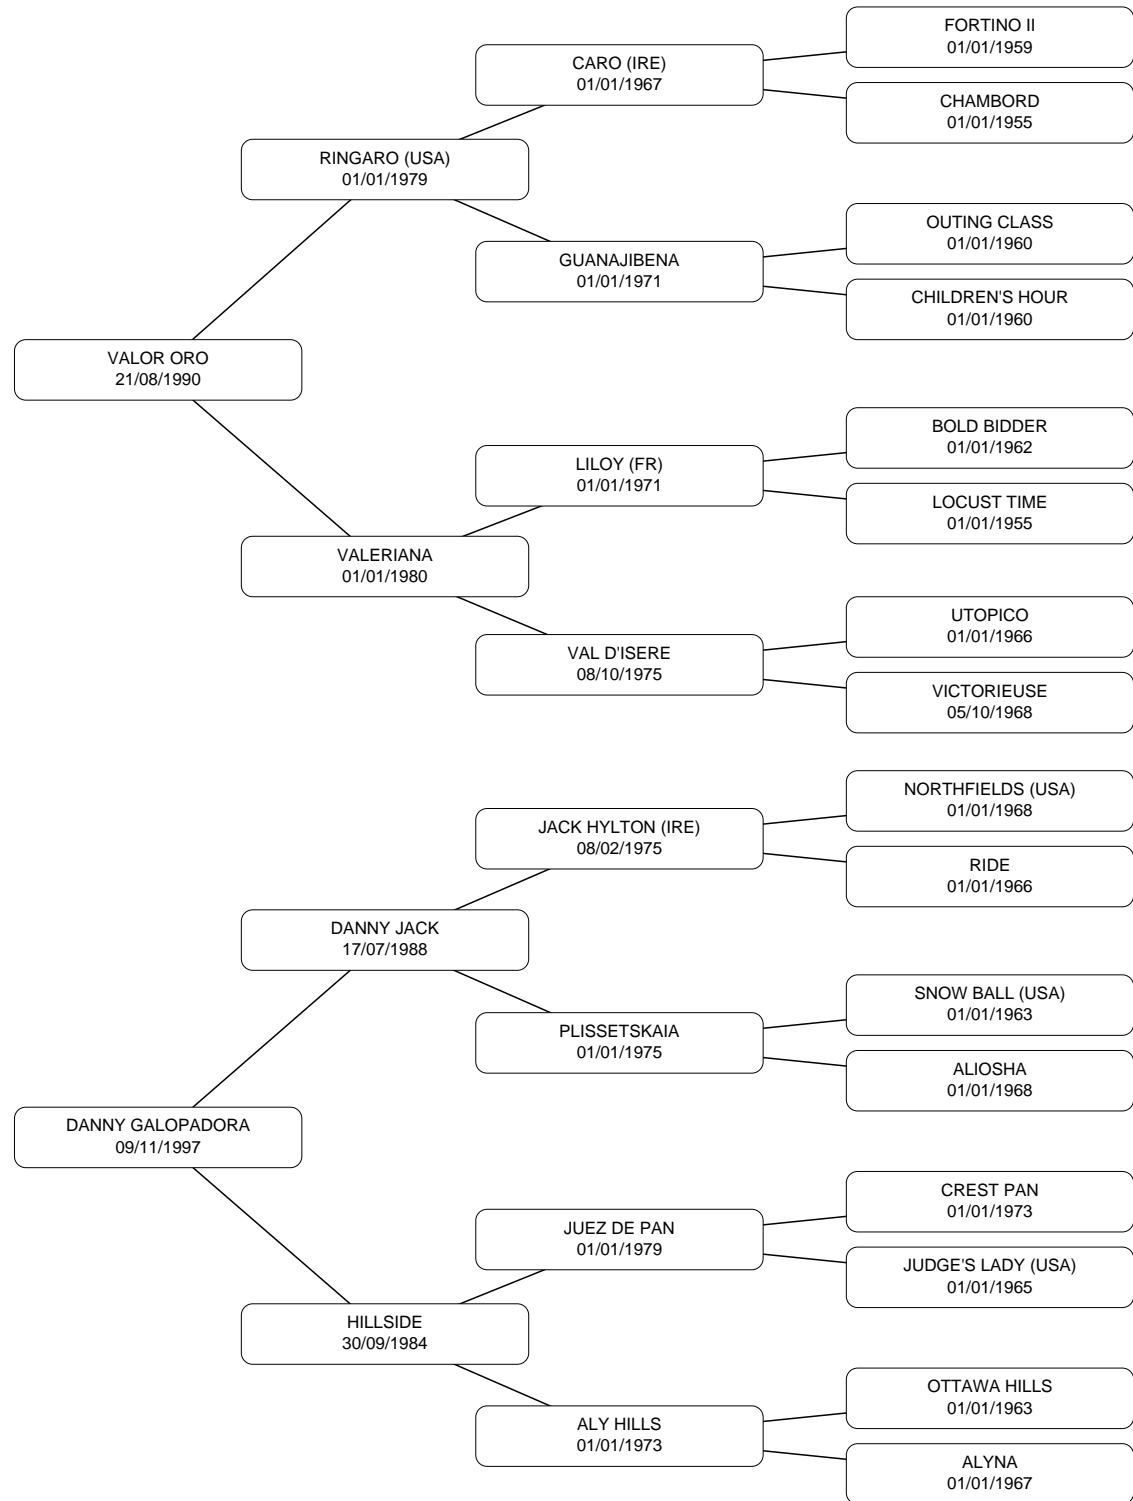 FORTINO II
01/01/1959
CARO (IRE)
01/01/1967
CHAMBORD
01/01/1955
RINGARO (USA)
01/01/1979
OUTING CLASS
01/01/1960
GUANAJIBENA
01/01/1971
CHILDREN'S HOUR
01/01/1960
VALOR ORO
21/08/1990
BOLD BIDDER
01/01/1962
LILOY (FR)
01/01/1971
LOCUST TIME
01/01/1955
VALERIANA
01/01/1980
UTOPICO
01/01/1966
VAL D'ISERE
08/10/1975
VICTORIEUSE
05/10/1968
NORTHFIELDS (USA)
01/01/1968
JACK HYLTON (IRE)
08/02/1975
RIDE
01/01/1966
DANNY JACK
17/07/1988
SNOW BALL (USA)
01/01/1963
PLISSETSKAIA
01/01/1975
ALIOSHA
01/01/1968
DANNY GALOPADORA
09/11/1997
CREST PAN
01/01/1973
JUEZ DE PAN
01/01/1979
JUDGE'S LADY (USA)
01/01/1965
HILLSIDE
30/09/1984
OTTAWA HILLS
01/01/1963
ALY HILLS
01/01/1973
ALYNA
01/01/1967